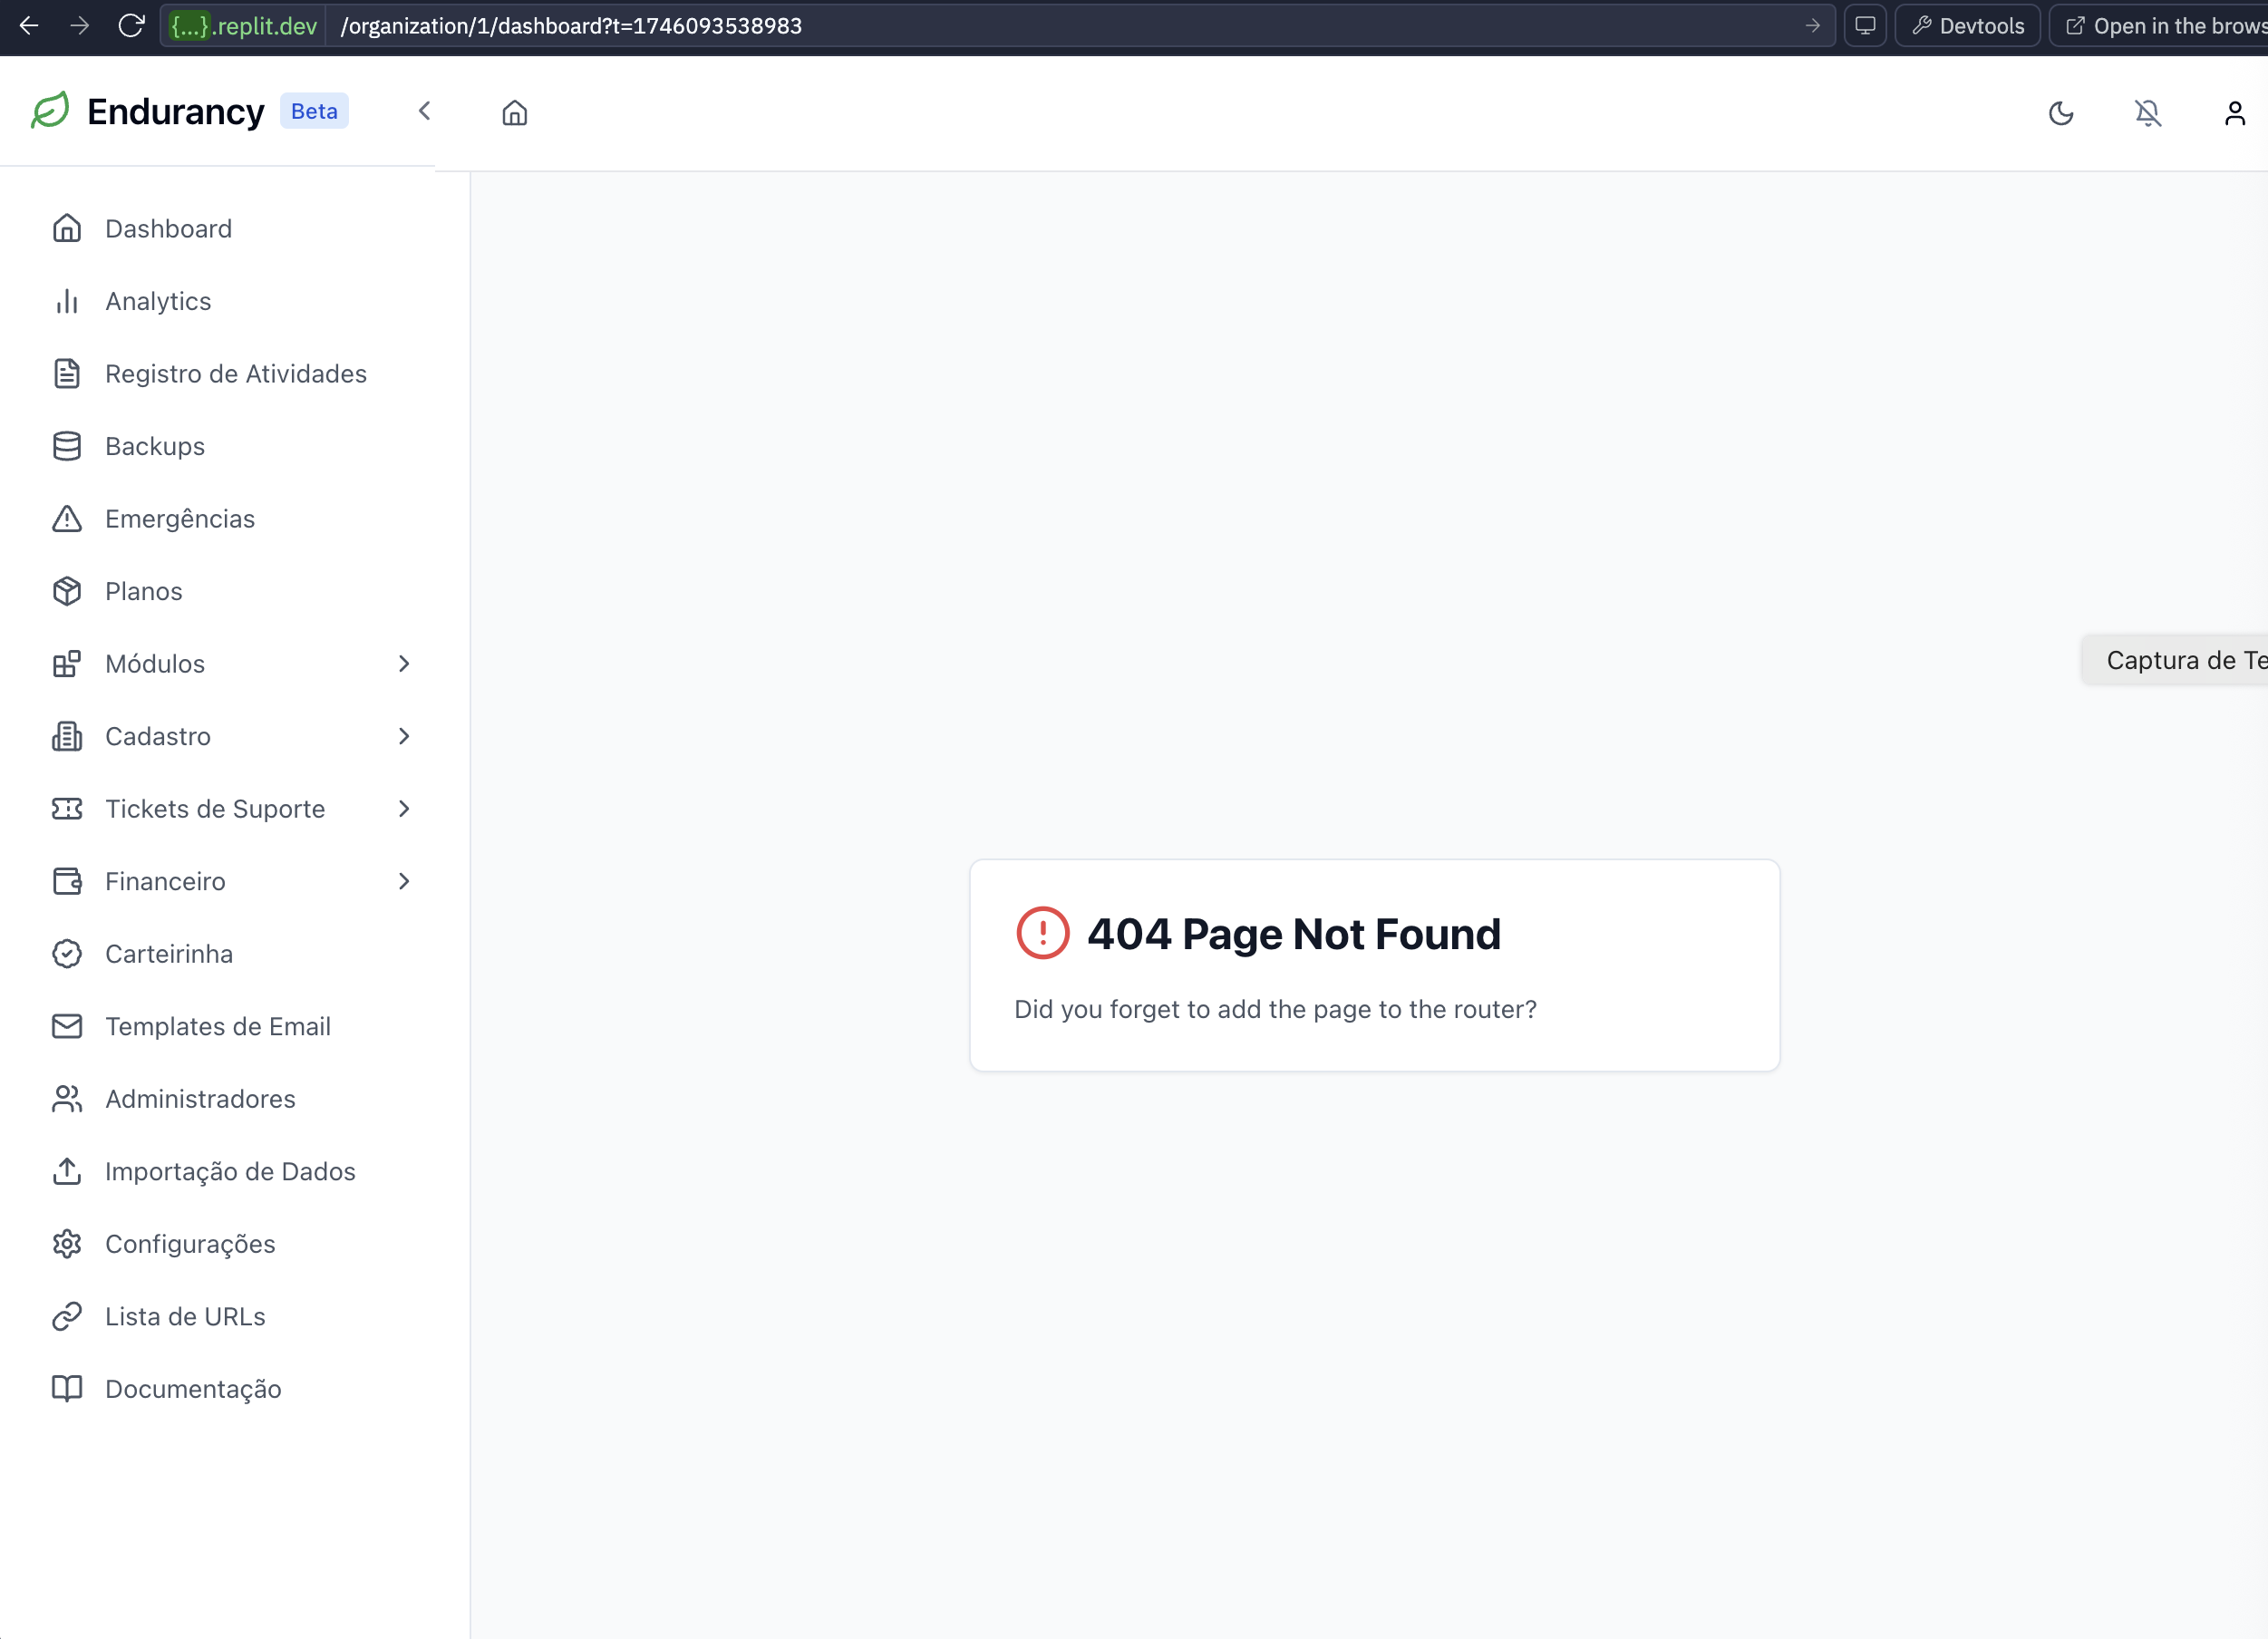 {...}.replit.dev /organization/1/dashboard?t=1746093538983 Devtools Open in the
Endurancy Beta
Dashboard
Analytics
Registro de Atividades
Backups
Emergências
Planos
Módulos
Captura de
Cadastro
Tickets de Suporte
Financeiro
404 Page Not Found
Carteirinha
Did you forget to add the page to the router?
Templates de Email
Administradores
Importação de Dados
Configurações
Lista de URLs
Documentação